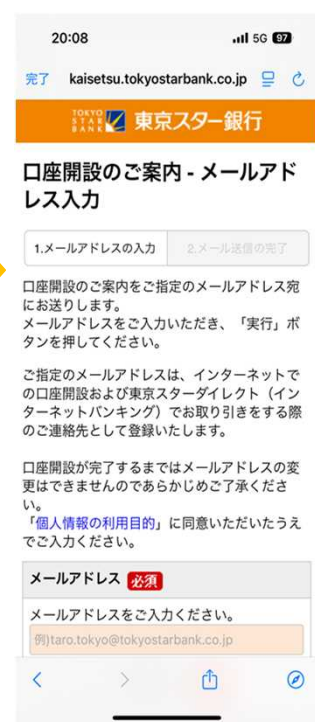 20:08
5G 97
完了 kaisetsu.tokyostarbank.co.jp
TOKYO
STAR
BANK
東京スター銀行
口座開設のご案内 - メールアド
レス入力
1.メールアドレスの入力 2.メール送信の完了
口座開設のご案内をご指定のメールアドレス宛
にお送りします。
メールアドレスをご入力いただき、「実行」ボ
タンを押してください。
ご指定のメールアドレスは、インターネットで
の口座開設および東京スターダイレクト（イン
ターネットバンキング）でお取り引きをする際
のご連絡先として登録いたします。
口座開設が完了するまではメールアドレスの変
更はできませんのであらかじめご了承くださ
い。
「個人情報の利用目的」に同意いただいたうえ
でご入力ください。
メールアドレス 必須
メールアドレスをご入力ください。
例)taro.tokyo@tokyostarbank.co.jp